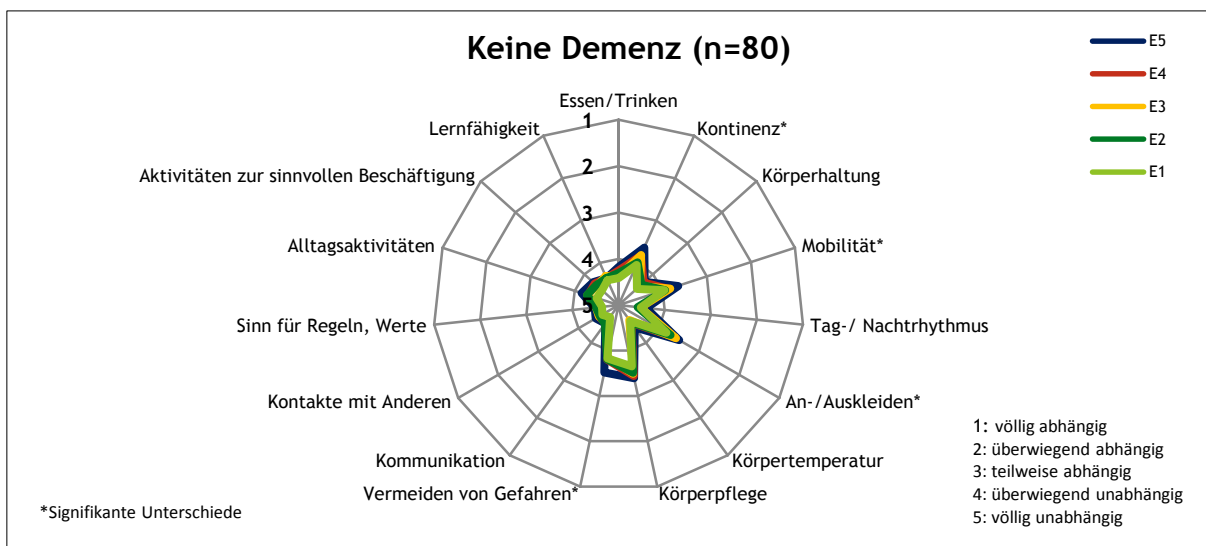 Keine Demenz (n=80)
E5
E4
E3
E2
E1
Essen/Trinken
Kontinenz*
Körperhaltung
Mobilität*
Tag-/ Nachtrhythmus
An-/Auskleiden*
Körpertemperatur
Körperpflege
Vermeiden von Gefahren*
Kommunikation
Kontakte mit Anderen
Sinn für Regeln, Werte
Alltagsaktivitäten
Aktivitäten zur sinnvollen Beschäftigung
Lernfähigkeit
1
2
3
4
5
1: völlig abhängig
2: überwiegend abhängig
3: teilweise abhängig
4: überwiegend unabhängig
5: völlig unabhängig
*Signifikante Unterschiede